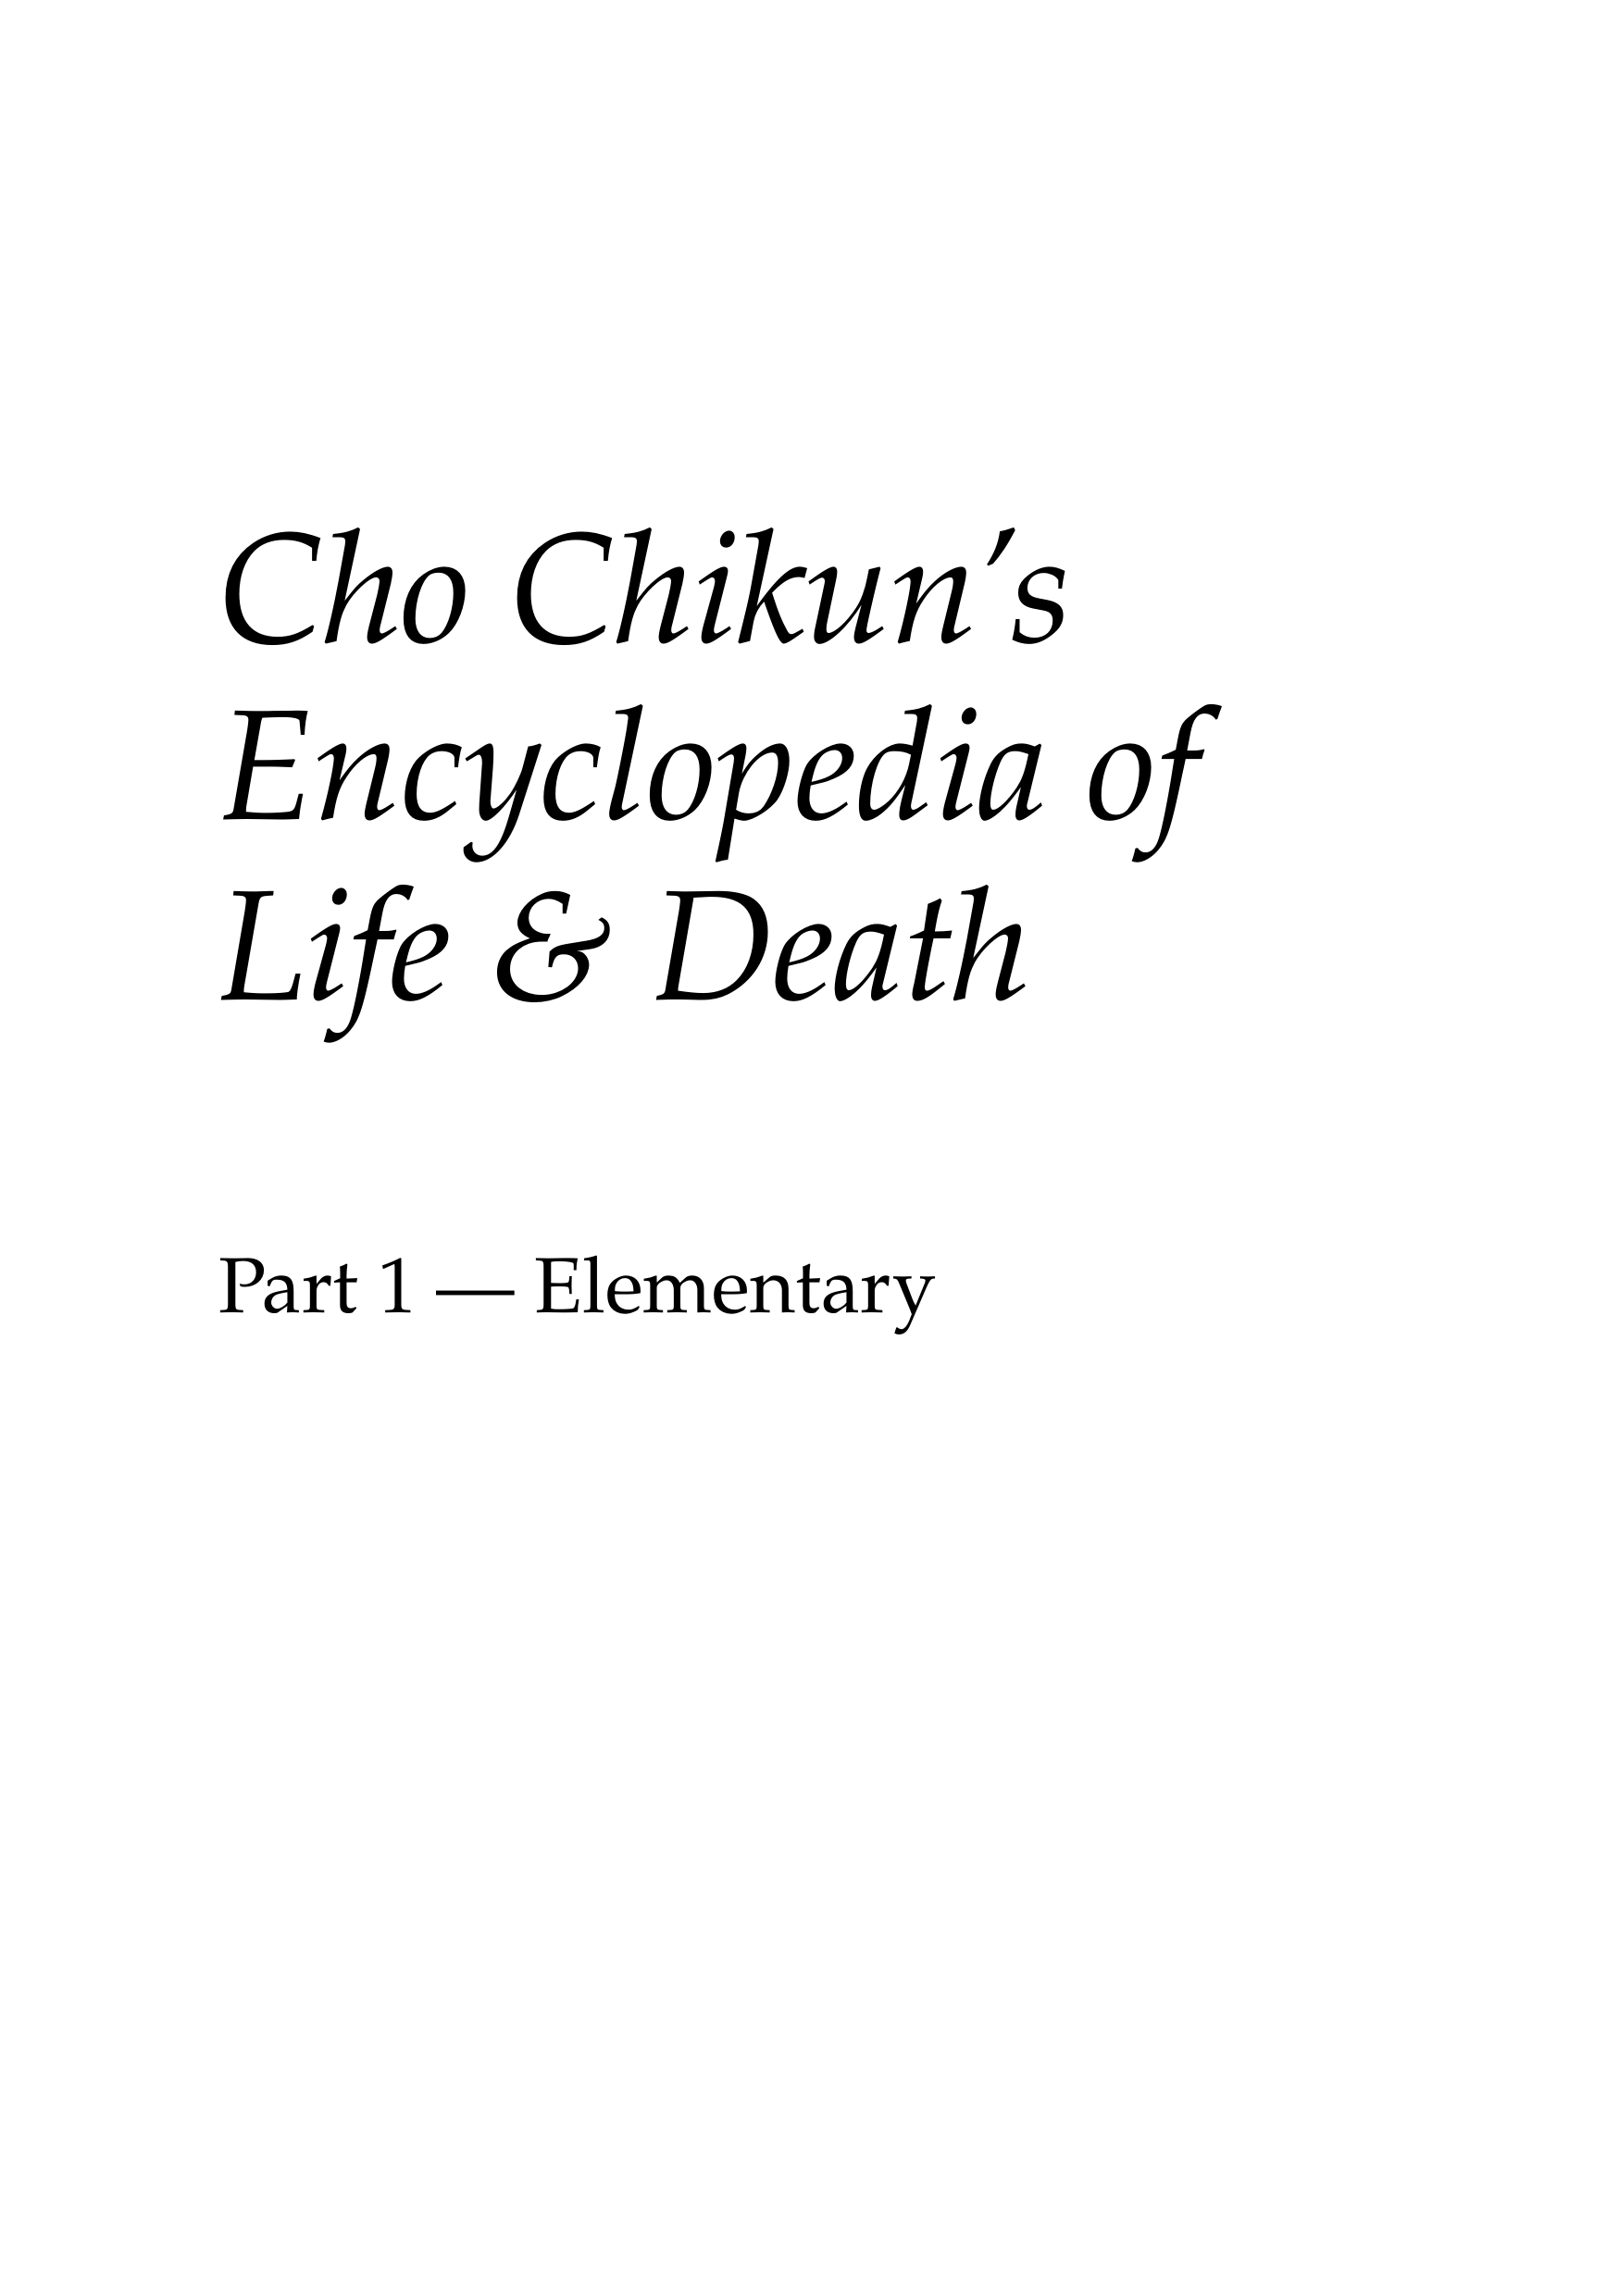 Cho Chikun’s
Encyclopedia of
Life & Death
Part 1 — Elementary